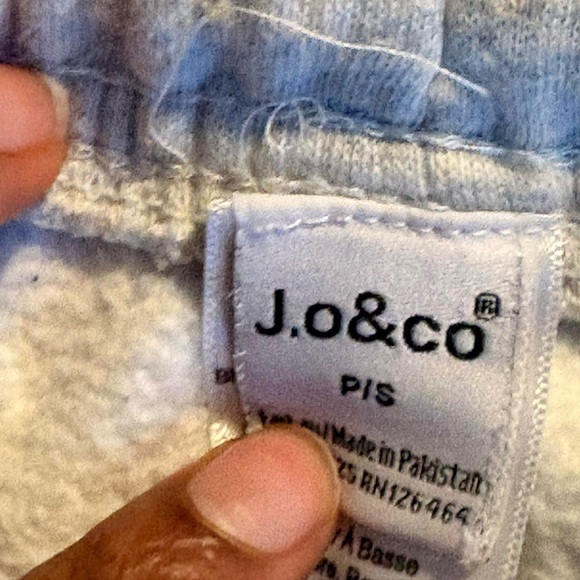 J.o&co®
P/S
Made in Pakistan
RN126464
/A Basse